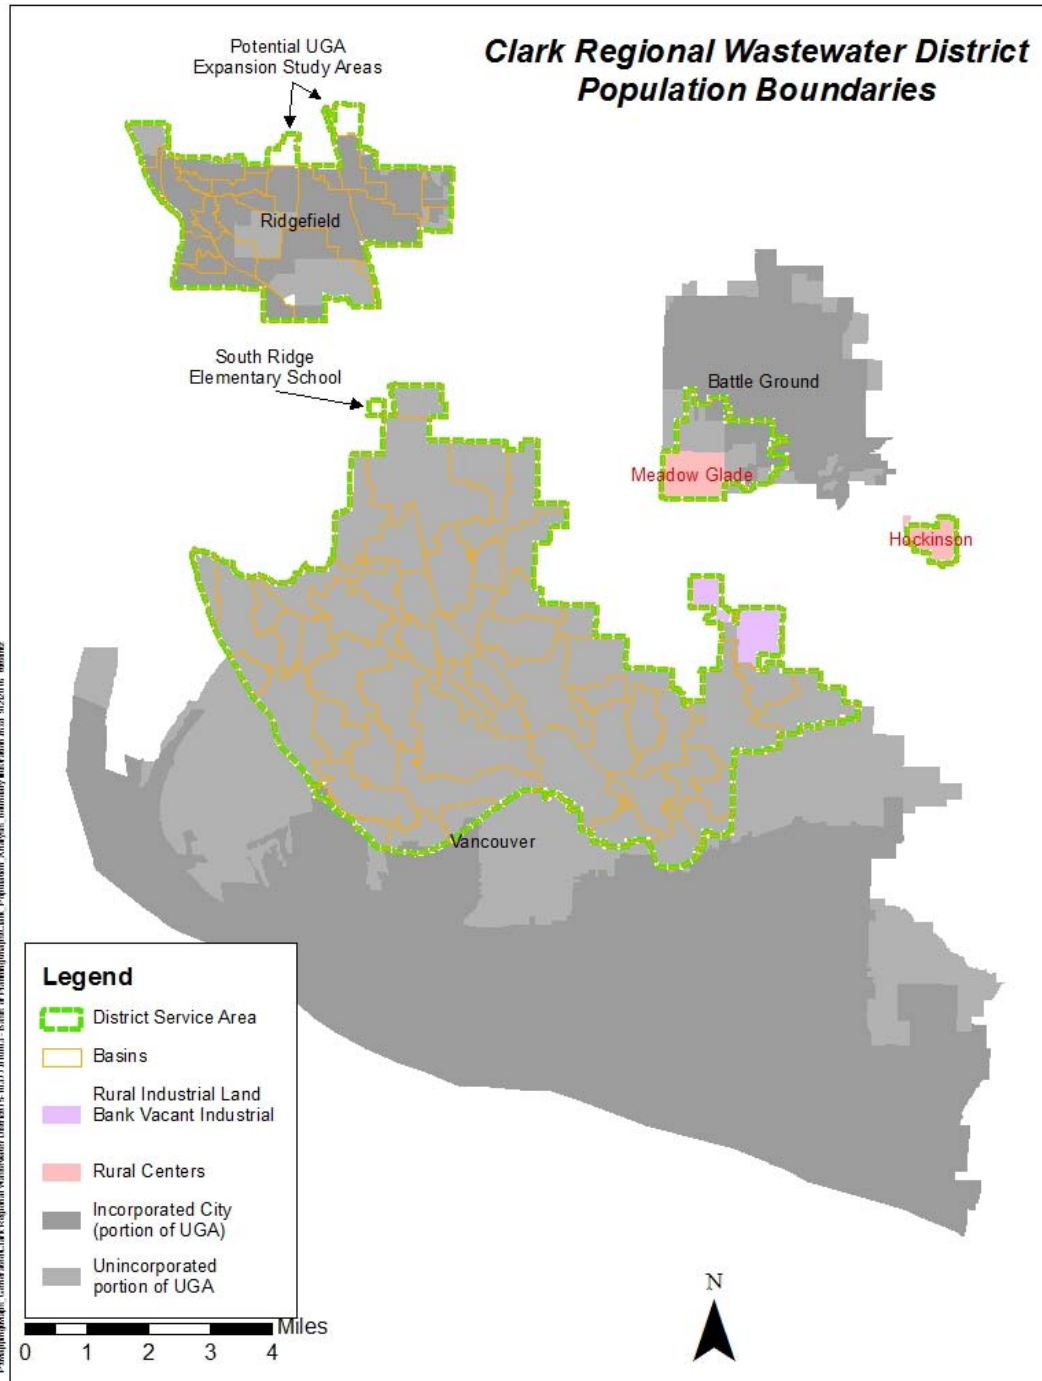 Clark Regional Wastewater District
Population Boundaries
Potential UGA
Expansion Study Areas
Ridgefield
South Ridge
Elementary School
Battle Ground
Meadow Glade
Hockinson
Vancouver
Legend
District Service Area
Basins
Rural Industrial Land
Bank Vacant Industrial
Rural Centers
Incorporated City
(portion of UGA)
Unincorporated
portion of UGA
Miles
0 1 2 3 4
N